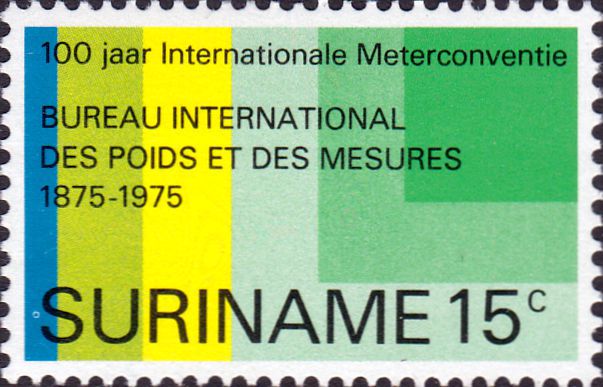 100 jaar Internationale Meterconventie
BUREAU INTERNATIONAL
DES POIDS ET DES MESURES
1875-1975
SURINAME 15c